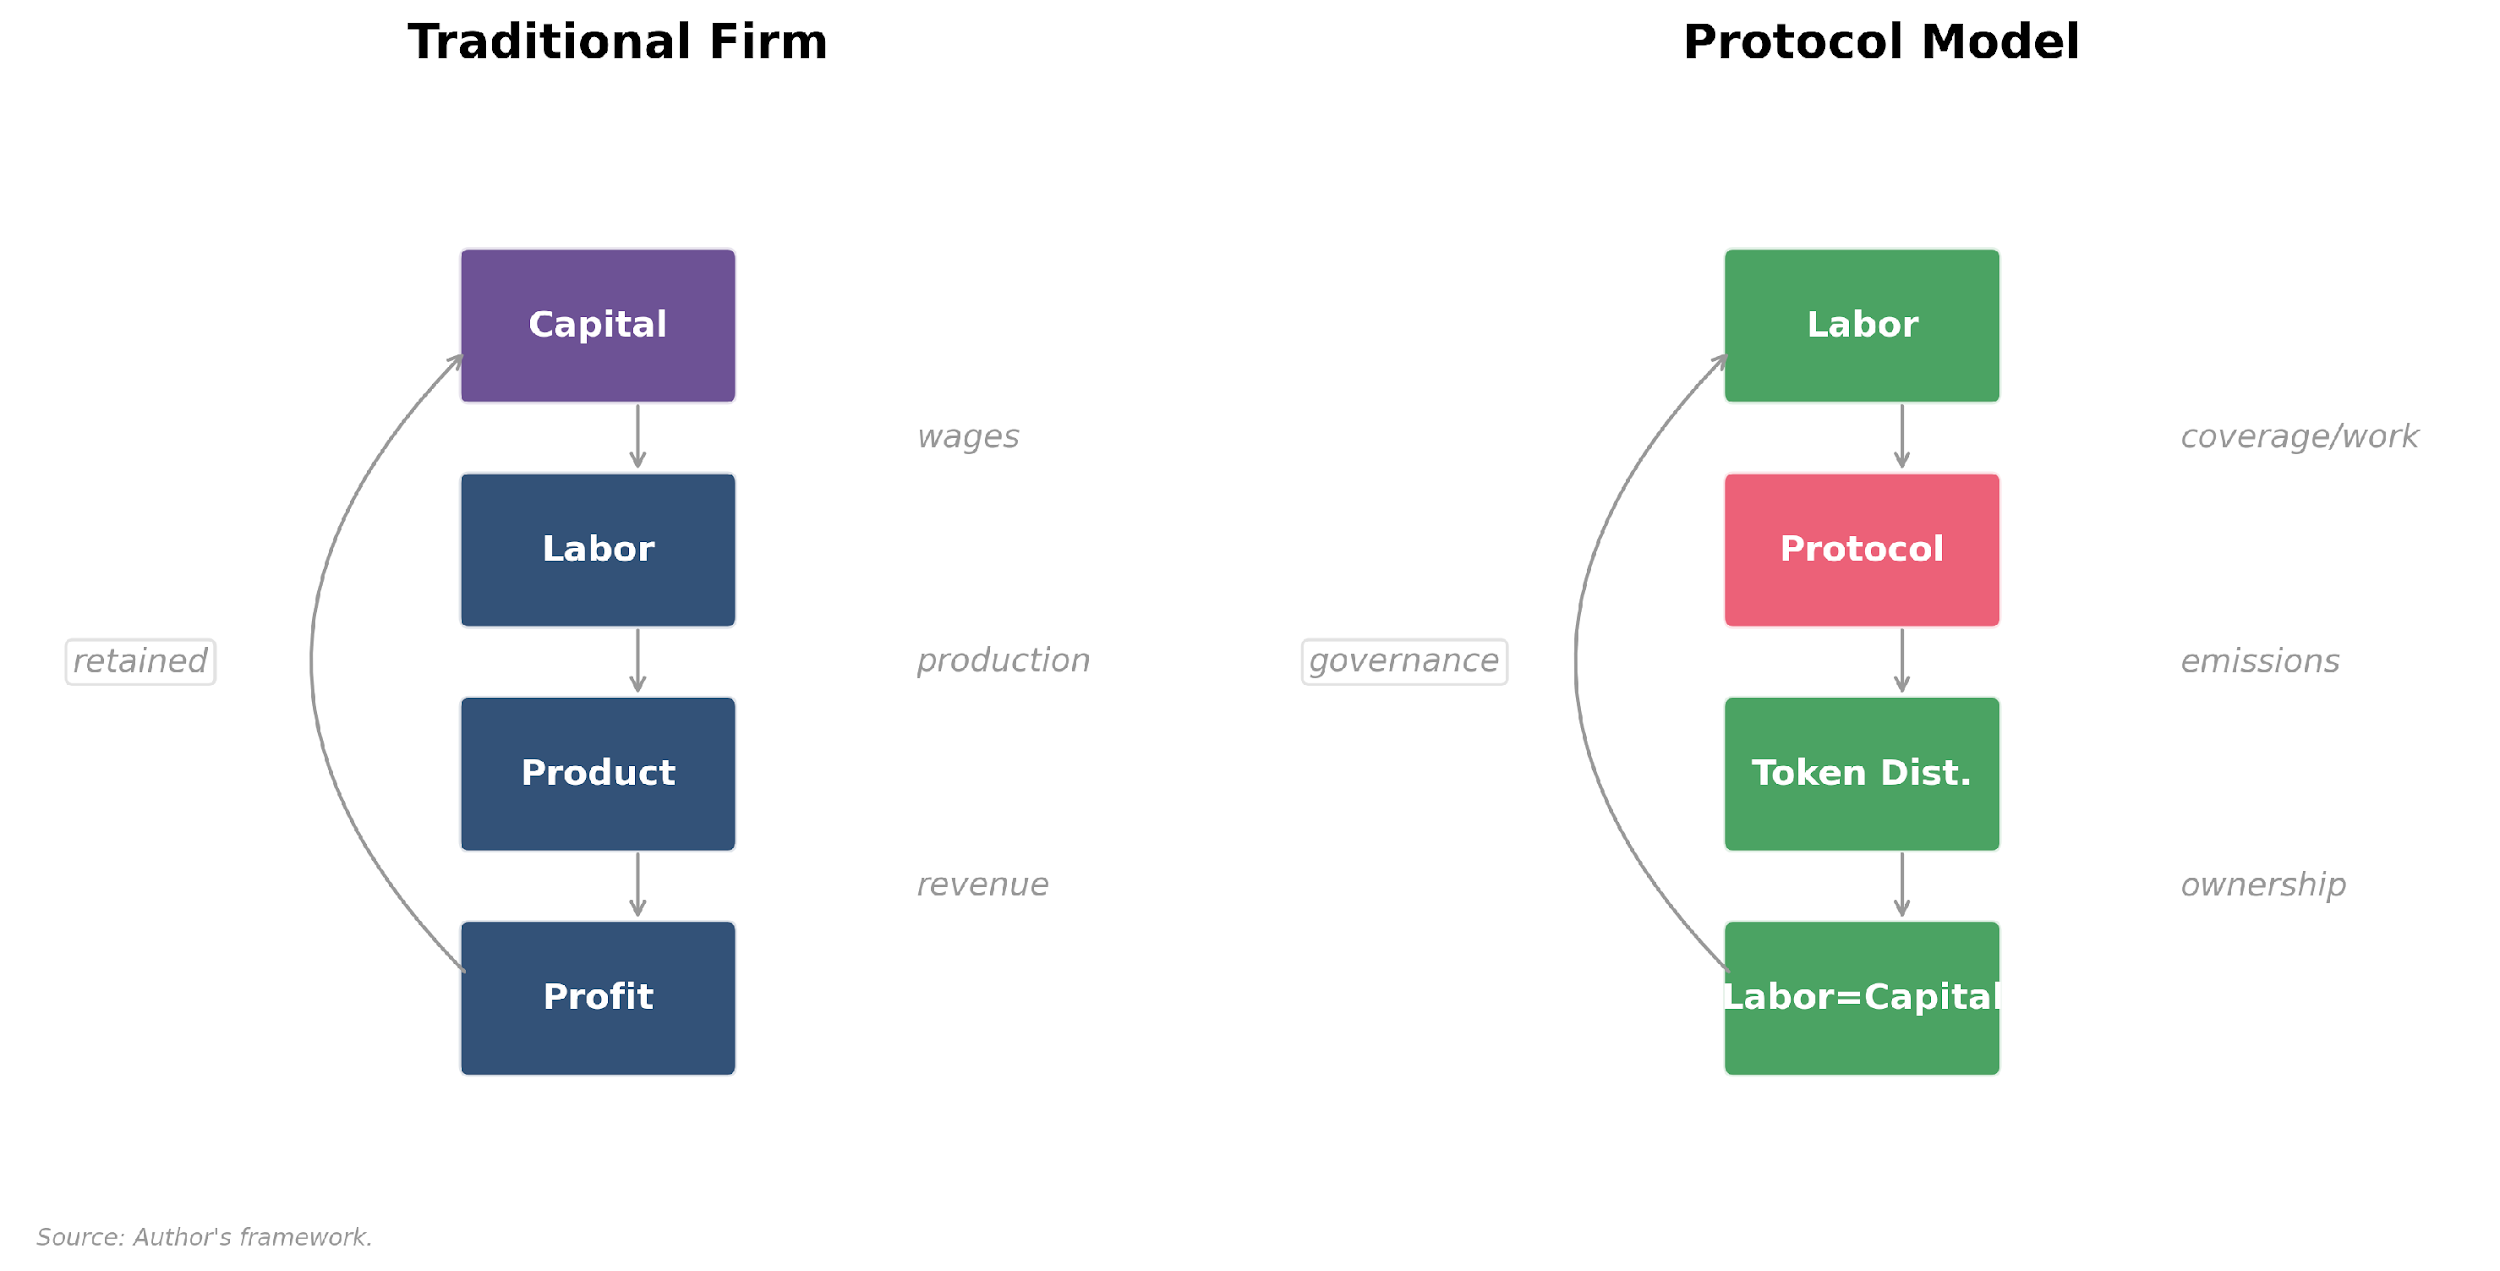 Traditional Firm
Capital
wages
Labor
retained
production
Product
revenue
Profit
Protocol Model
Labor
coverage/work
Protocol
governance
emissions
Token Dist.
ownership
Labor=Capital
Source: Author's framework.